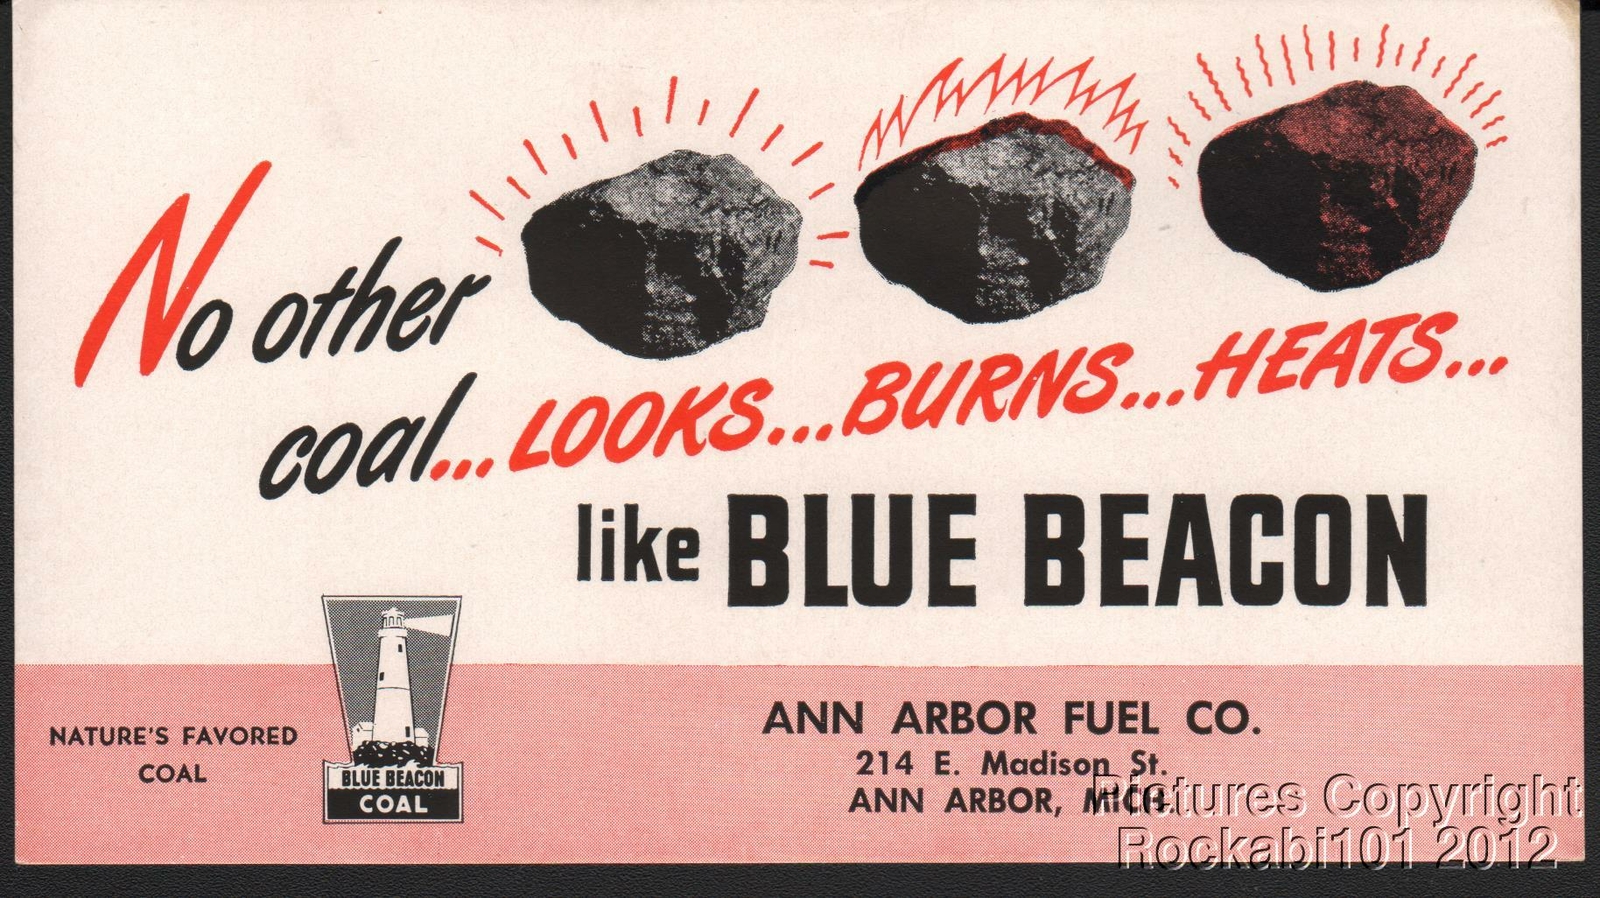 No other
coal...LOOKS...BURNS...HEATS...
like BLUE BEACON
NATURE'S FAVORED
COAL
BLUE BEACON
COAL
ANN ARBOR FUEL CO.
214 E. Madison St.
ANN ARBOR, MICH.
Pictures Copyright
Rockabi101 2012